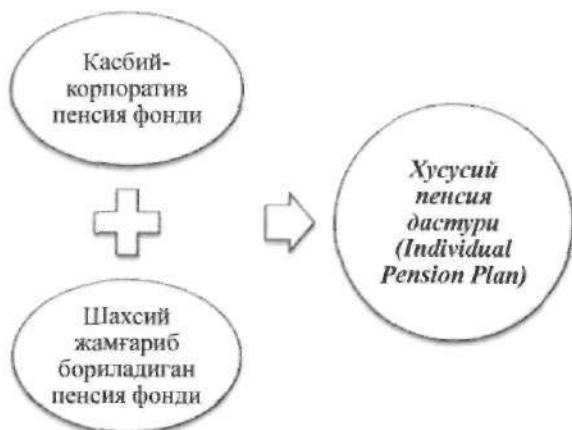 Касбий-
корпоратив
пенсия фонди
Шахсий
жамғариб
бориладиган
пенсия фонди
Хусусий
пенсия
дастури
(Individual
Pension Plan)